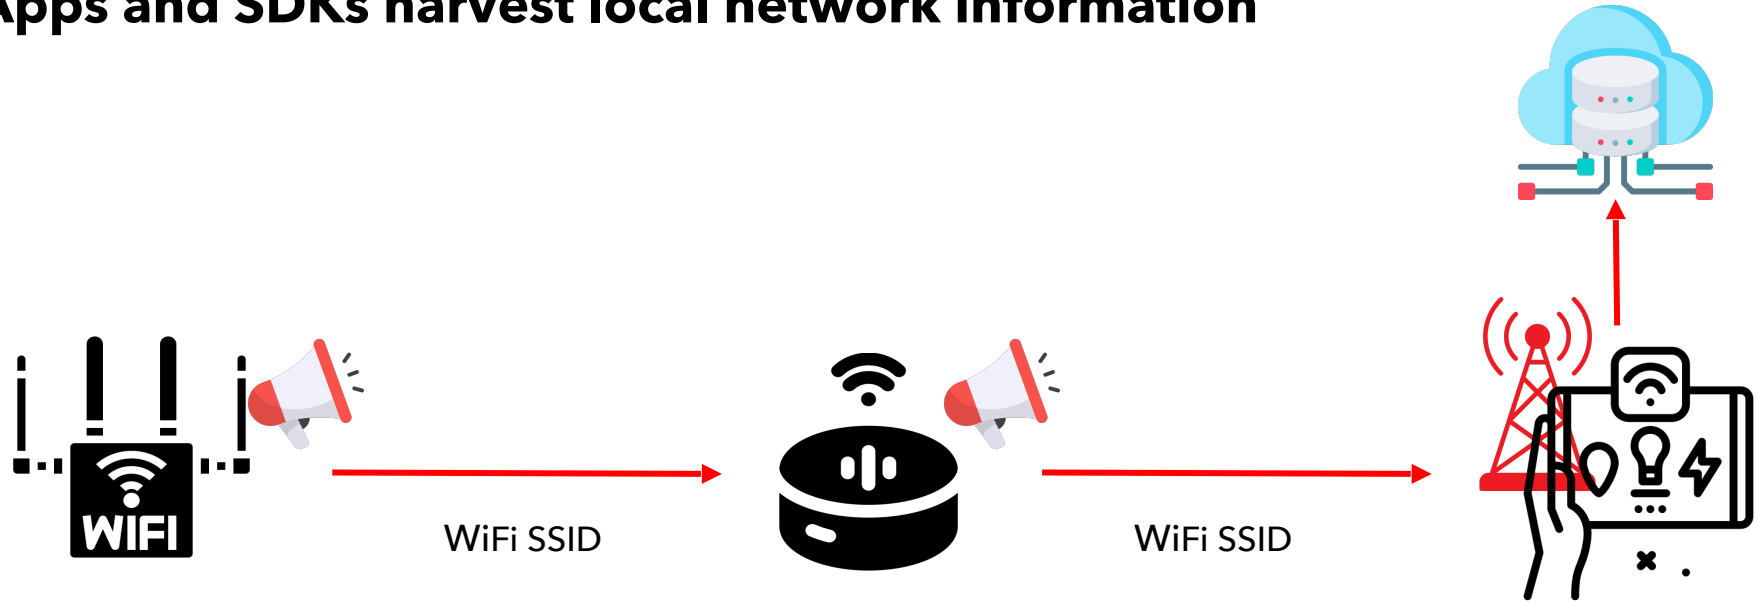 Apps and SDKs harvest local network information
WIFI
WiFi SSID
WiFi SSID